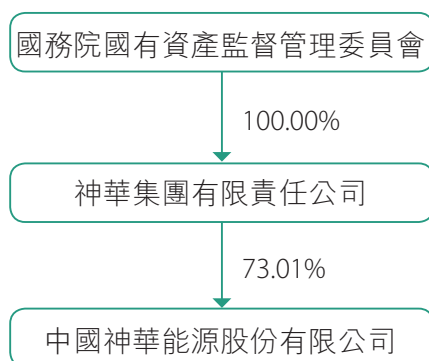 國務院國有資產監督管理委員會
100.00%
神華集團有限責任公司
73.01%
中國神華能源股份有限公司